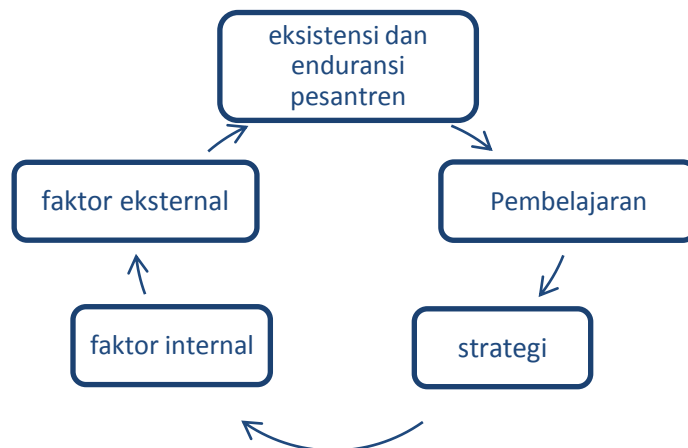 eksistensi dan
enduransi
pesantren
Pembelajaran
strategi
faktor internal
faktor eksternal